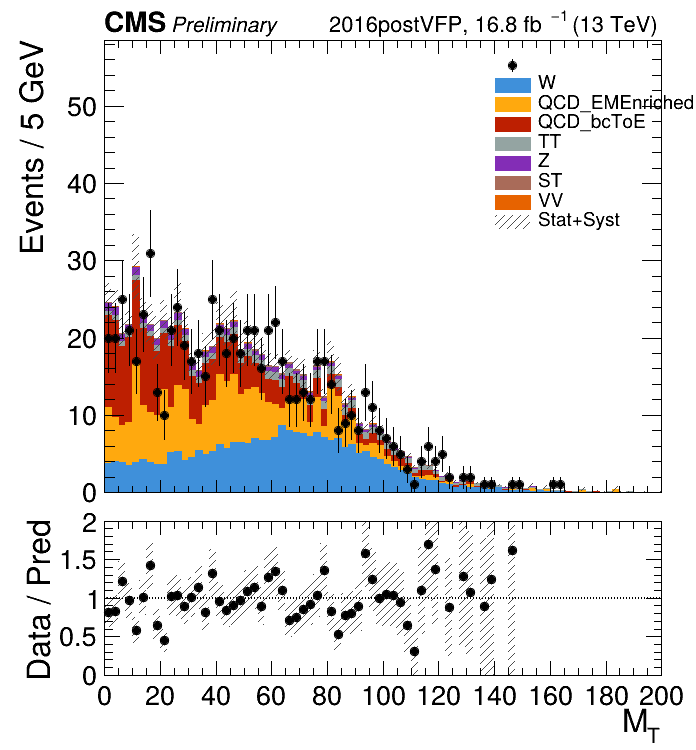 CMS Preliminary 2016postVFP, 16.8 fb⁻¹ (13 TeV)
Events / 5 GeV
W
QCD_EMEnriched
QCD_bcToE
TT
Z
ST
VV
Stat+Syst
50
40
30
20
10
0
Data / Pred
2
1.5
1
0.5
0
0 20 40 60 80 100 120 140 160 180 200
M_T